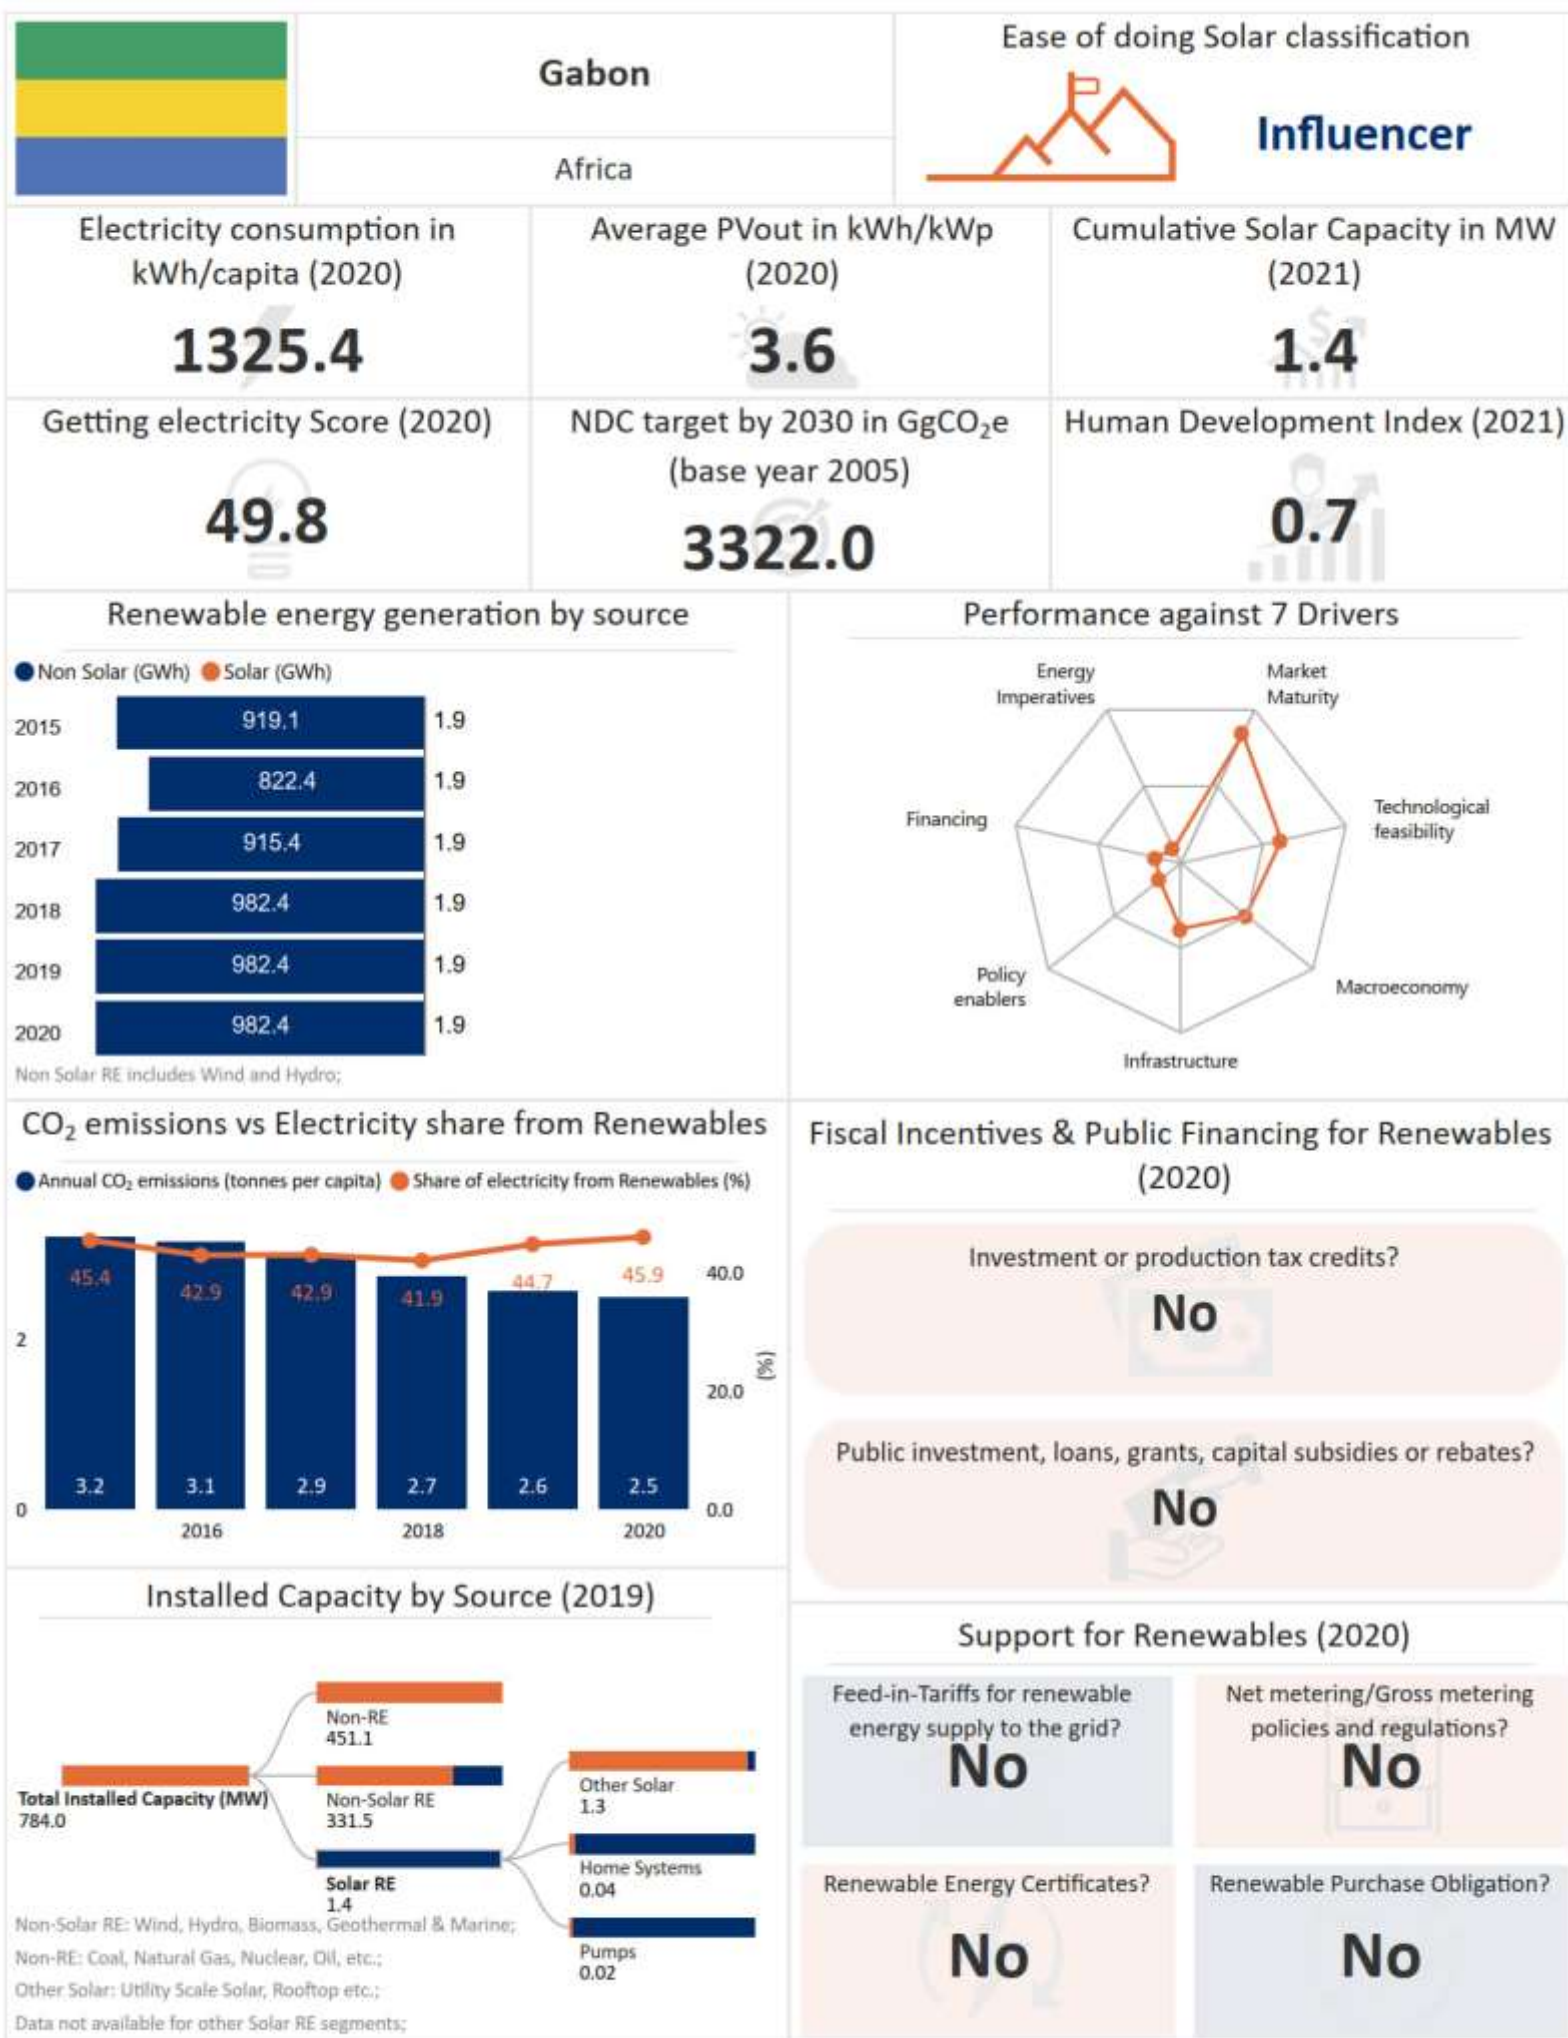 Gabon
Africa
Ease of doing Solar classification
Influencer
Electricity consumption in
kWh/capita (2020)
1325.4
Average PVout in kWh/kWp
(2020)
3.6
Cumulative Solar Capacity in MW
(2021)
1.4
Getting electricity Score (2020)
49.8
NDC target by 2030 in GgCO₂e
(base year 2005)
3322.0
Human Development Index (2021)
0.7
Renewable energy generation by source
Non Solar (GWh) Solar (GWh)
2015 919.1 1.9
2016 822.4 1.9
2017 915.4 1.9
2018 982.4 1.9
2019 982.4 1.9
2020 982.4 1.9
Non Solar RE includes Wind and Hydro;
Performance against 7 Drivers
Energy
Imperatives
Market
Maturity
Financing
Technological
feasibility
Policy
enablers
Macroeconomy
Infrastructure
CO₂ emissions vs Electricity share from Renewables
Annual CO₂ emissions (tonnes per capita) Share of electricity from Renewables (%)
45.4 42.9 42.9 41.9 44.7 45.9 40.0
2
20.0
(%)
3.2 3.1 2.9 2.7 2.6 2.5
0 0.0
2016 2018 2020
Fiscal Incentives & Public Financing for Renewables
(2020)
Investment or production tax credits?
No
Public investment, loans, grants, capital subsidies or rebates?
No
Installed Capacity by Source (2019)
Total Installed Capacity (MW)
784.0
Non-RE
451.1
Non-Solar RE
331.5
Solar RE
1.4
Other Solar
1.3
Home Systems
0.04
Pumps
0.02
Non-Solar RE: Wind, Hydro, Biomass, Geothermal & Marine;
Non-RE: Coal, Natural Gas, Nuclear, Oil, etc.;
Other Solar: Utility Scale Solar, Rooftop etc.;
Data not available for other Solar RE segments;
Support for Renewables (2020)
Feed-in-Tariffs for renewable
energy supply to the grid?
No
Net metering/Gross metering
policies and regulations?
No
Renewable Energy Certificates?
No
Renewable Purchase Obligation?
No